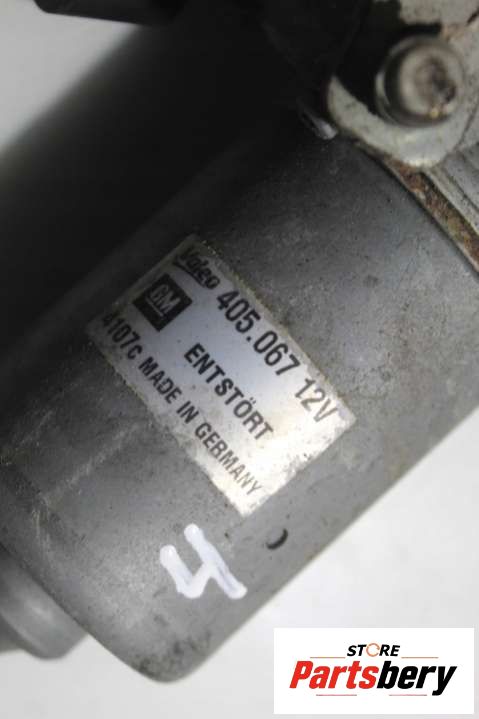 Valeo 405.067 12V
GM ENTSTÖRT
4107C MADE IN GERMANY
4
STORE
Partsbery